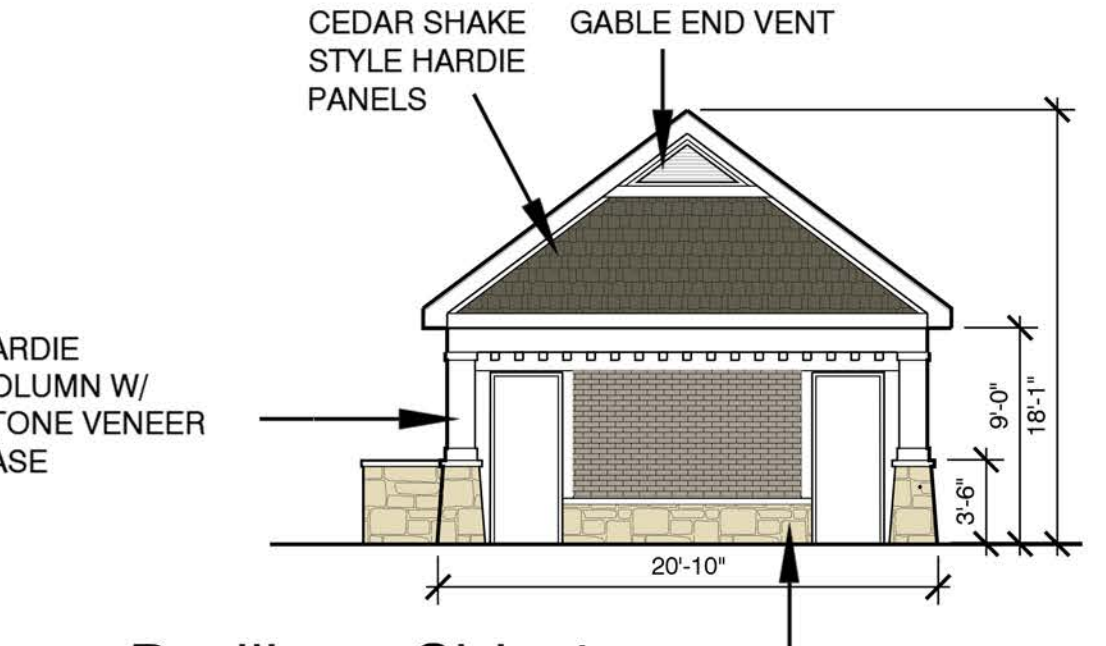 CEDAR SHAKE
STYLE HARDIE
PANELS
GABLE END VENT
ARDIE
OLUMN W/
TONE VENEER
ASE
9'-0"
18'-1"
3'-6"
20'-10"